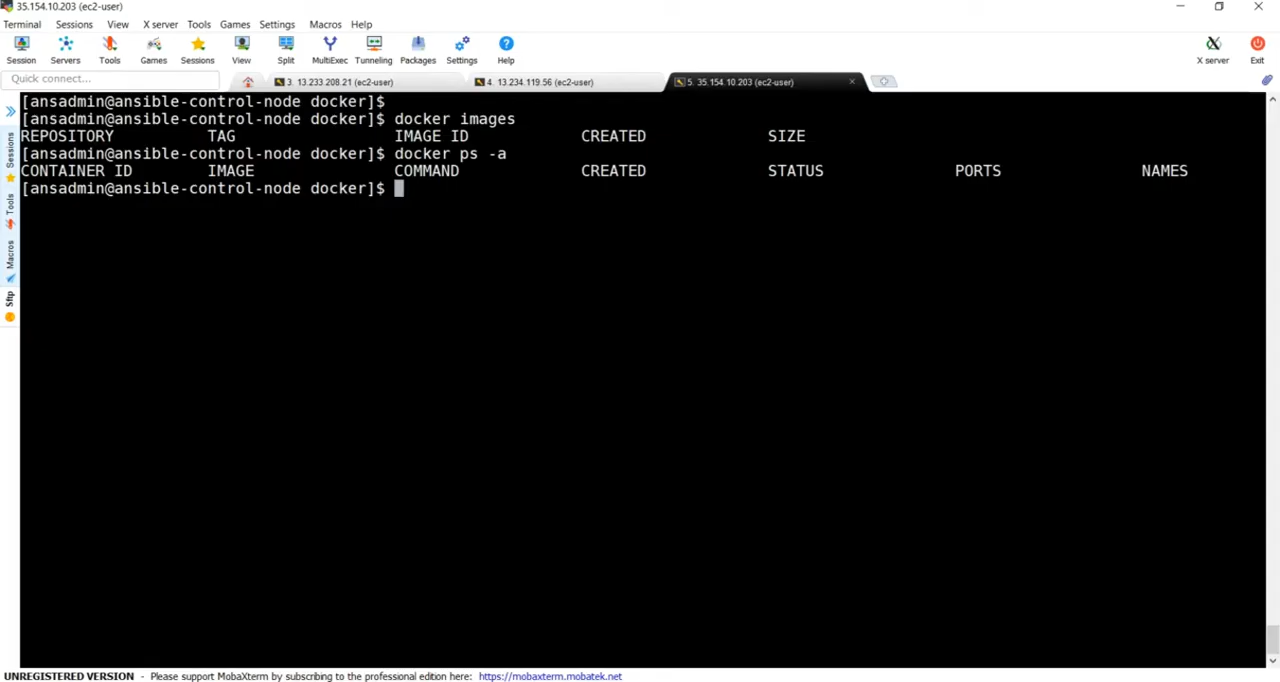 35.154.10.203 (ec2-user)
Terminal Sessions View X server Tools Games Settings Macros Help
Session Servers Tools Games Sessions View Split MultiExec Tunneling Packages Settings Help X server Exit
Quick connect... 3. 13.233.208.21 (ec2-user) 4. 13.234.119.56 (ec2-user) 5. 35.154.10.203 (ec2-user)
[ansadmin@ansible-control-node docker]$
[ansadmin@ansible-control-node docker]$ docker images
REPOSITORY TAG IMAGE ID CREATED SIZE
[ansadmin@ansible-control-node docker]$ docker ps -a
CONTAINER ID IMAGE COMMAND CREATED STATUS PORTS NAMES
[ansadmin@ansible-control-node docker]$
Sessions
Tools
Macros
Sftp
UNREGISTERED VERSION - Please support MobaXterm by subscribing to the professional edition here: https://mobaxterm.mobatek.net